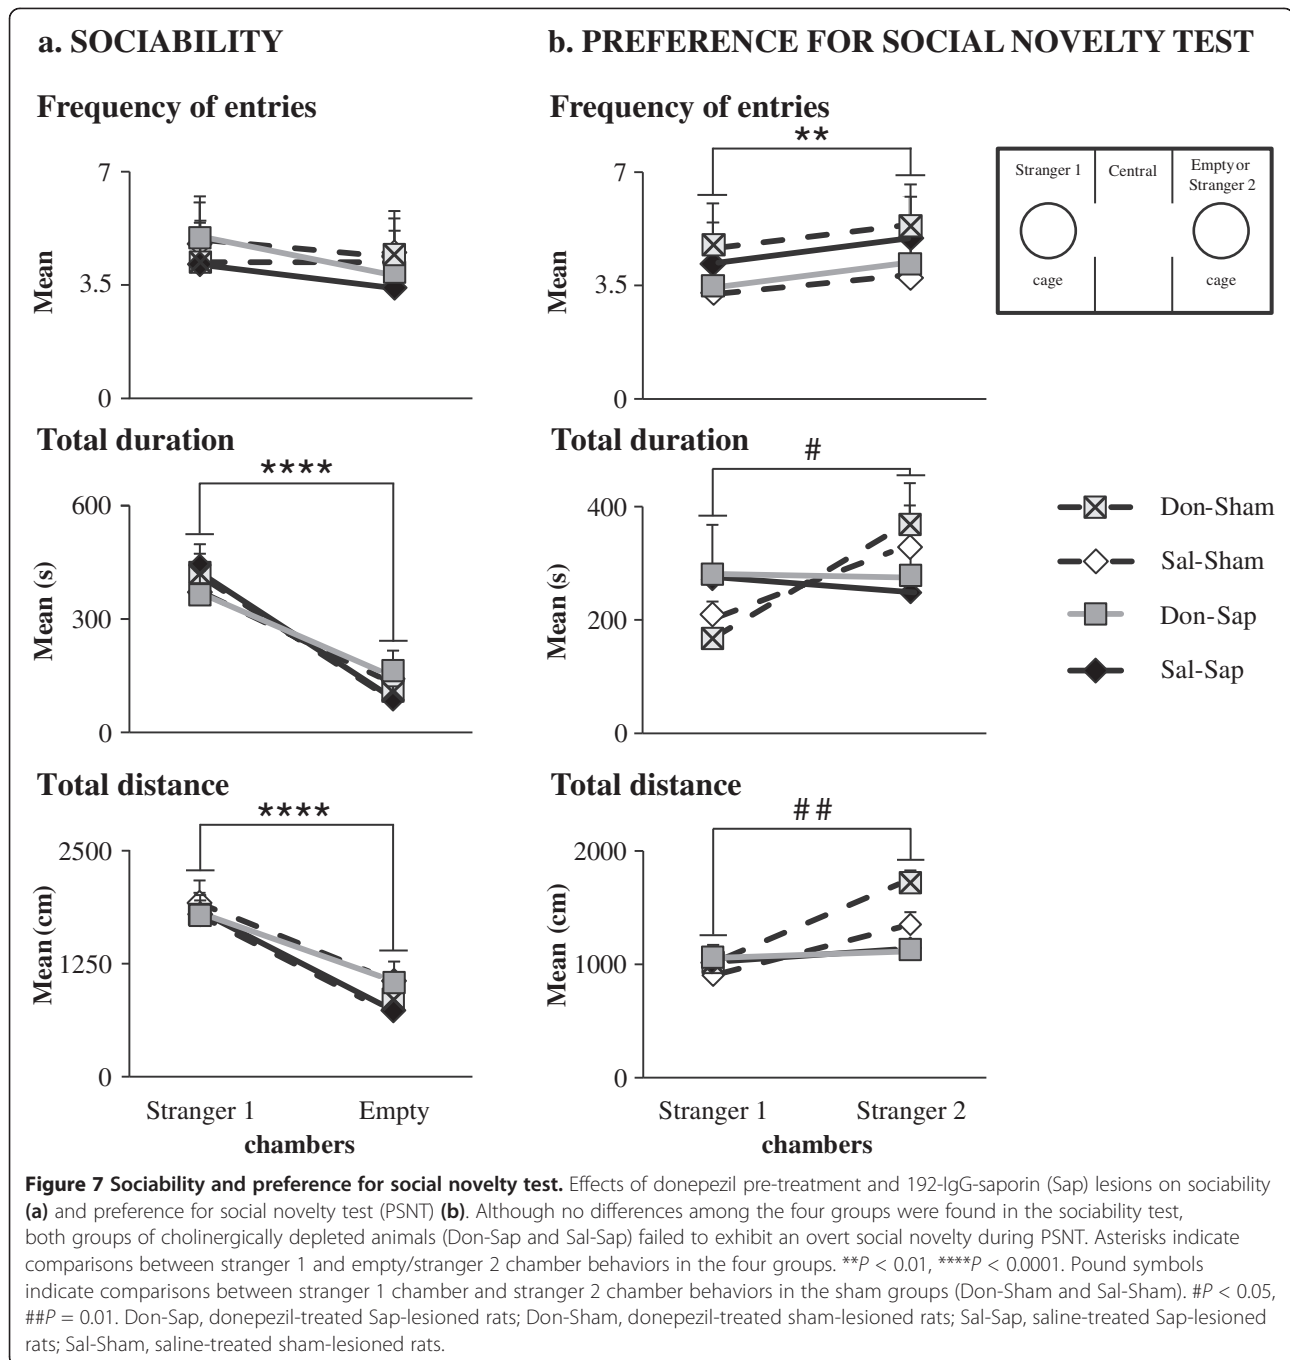 a. SOCIABILITY
b. PREFERENCE FOR SOCIAL NOVELTY TEST
Frequency of entries
7
3.5
0
Mean
Frequency of entries
**
7
3.5
0
Mean
Stranger 1
Central
Empty or
Stranger 2
cage
cage
Total duration
****
600
300
0
Mean (s)
Total duration
#
400
200
0
Mean (s)
Don-Sham
Sal-Sham
Don-Sap
Sal-Sap
Total distance
****
2500
1250
0
Mean (cm)
Stranger 1
Empty
chambers
Total distance
# #
2000
1000
0
Mean (cm)
Stranger 1
Stranger 2
chambers
Figure 7 Sociability and preference for social novelty test. Effects of donepezil pre-treatment and 192-IgG-saporin (Sap) lesions on sociability
(a) and preference for social novelty test (PSNT) (b). Although no differences among the four groups were found in the sociability test,
both groups of cholinergically depleted animals (Don-Sap and Sal-Sap) failed to exhibit an overt social novelty during PSNT. Asterisks indicate
comparisons between stranger 1 and empty/stranger 2 chamber behaviors in the four groups. **P < 0.01, ****P < 0.0001. Pound symbols
indicate comparisons between stranger 1 chamber and stranger 2 chamber behaviors in the sham groups (Don-Sham and Sal-Sham). #P < 0.05,
##P = 0.01. Don-Sap, donepezil-treated Sap-lesioned rats; Don-Sham, donepezil-treated sham-lesioned rats; Sal-Sap, saline-treated Sap-lesioned
rats; Sal-Sham, saline-treated sham-lesioned rats.